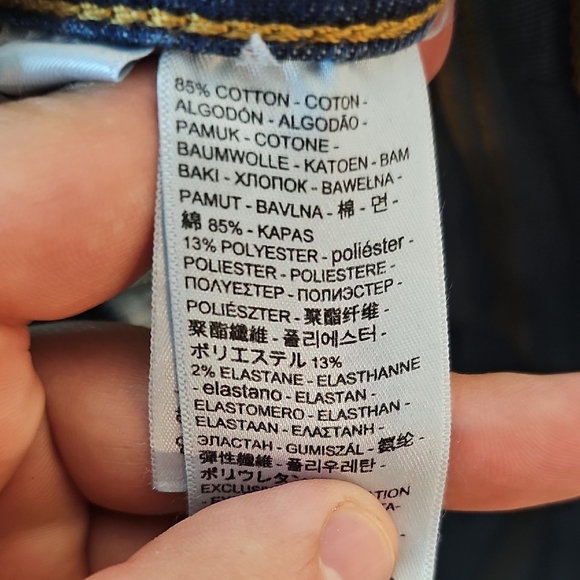 85% COTTON - COTON -
ALGODÓN - ALGODÃO -
PAMUK - COTONE -
BAUMWOLLE - KATOEN - BAM
BAKI - ХЛОПОК - BAWEŁNA -
PAMUT - BAVLNA - 棉 - 면 -
綿 85% - KAPAS
13% POLYESTER - poliéster -
POLIESTER - POLIESTERE -
ΠΟΛΥΕΣΤΕΡ - ПОЛИЭСТЕР -
POLIÉSZTER - 聚酯纤维 -
聚酯纖維 - 폴리에스터 -
ポリエステル 13%
2% ELASTANE - ELASTHANNE
- elastano - ELASTAN -
ELASTOMERO - ELASTHAN -
ELASTAAN - ΕΛΑΣΤΑΝΗ -
ЭЛАСТАН - GUMISZÁL - 氨纶 -
彈性纖維 - 폴리우레탄 -
ポリウレタン